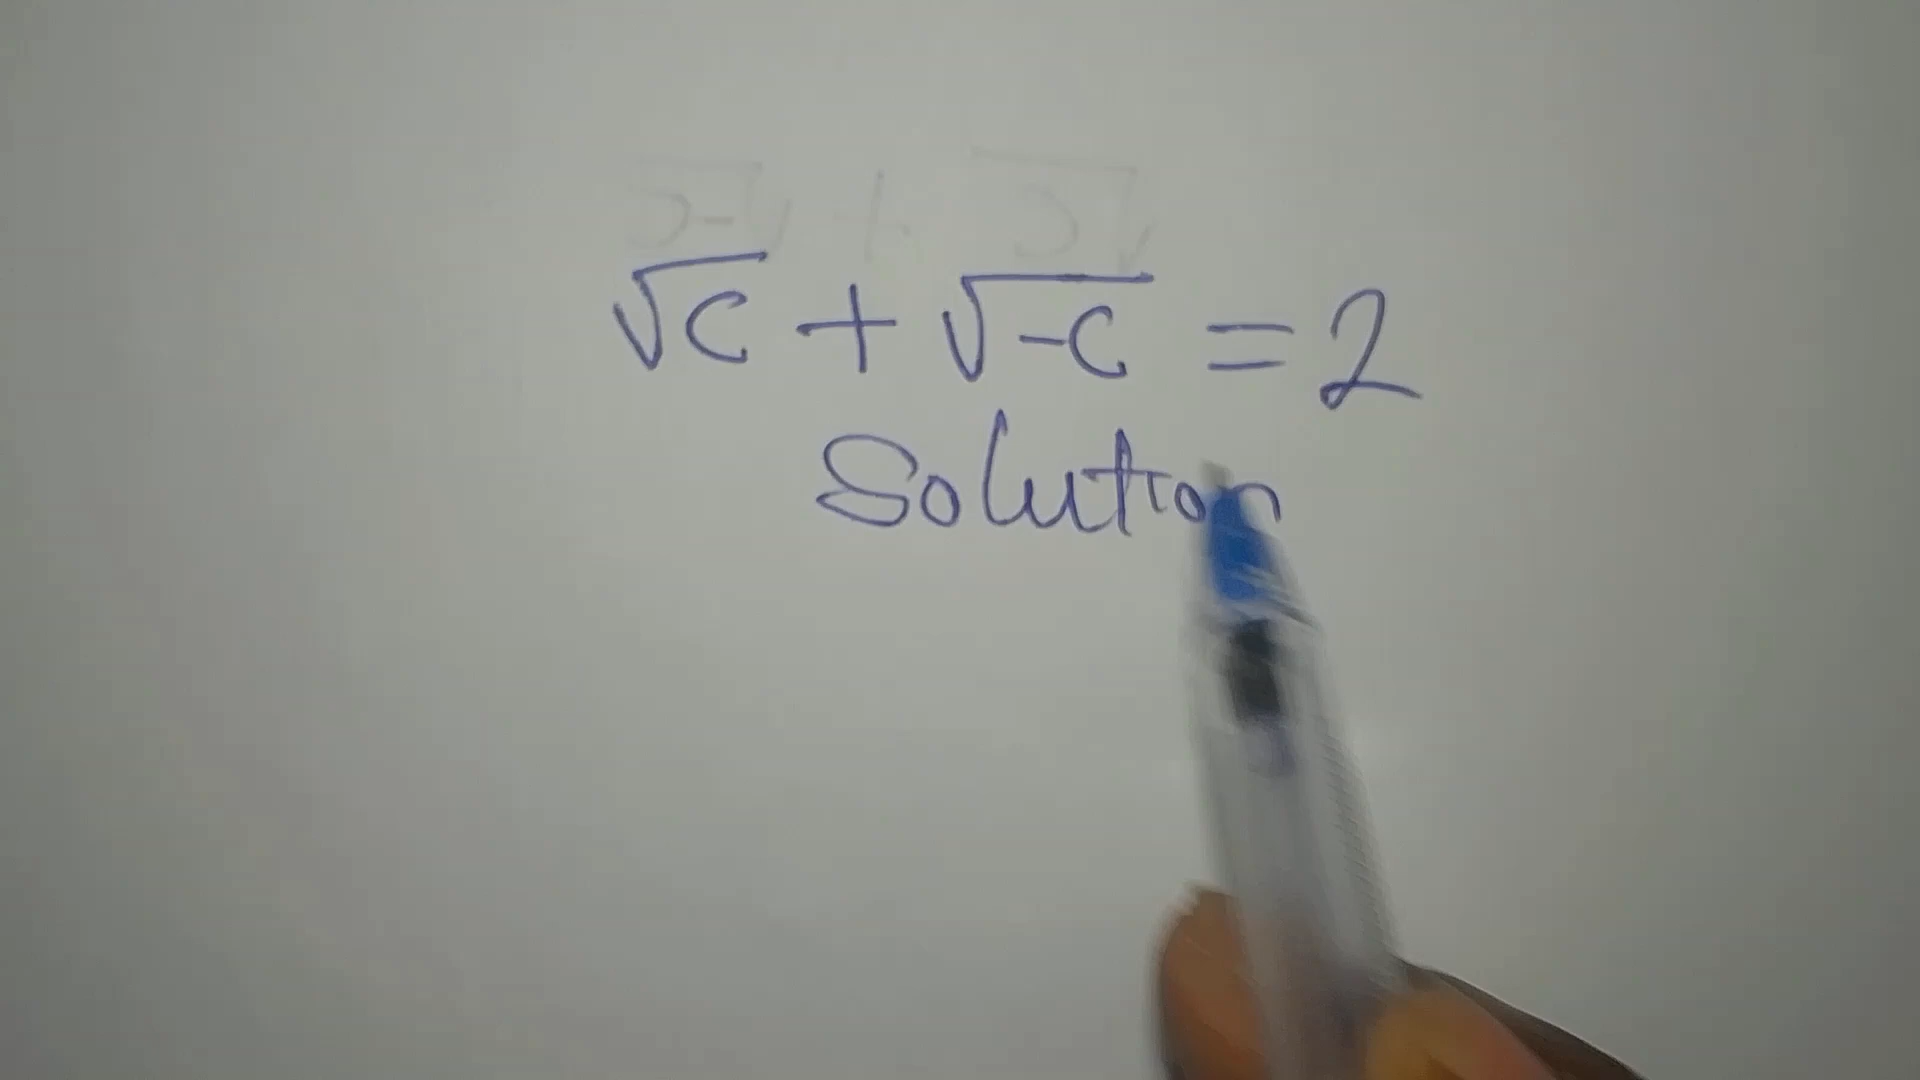 √c + √-c = 2
Solution